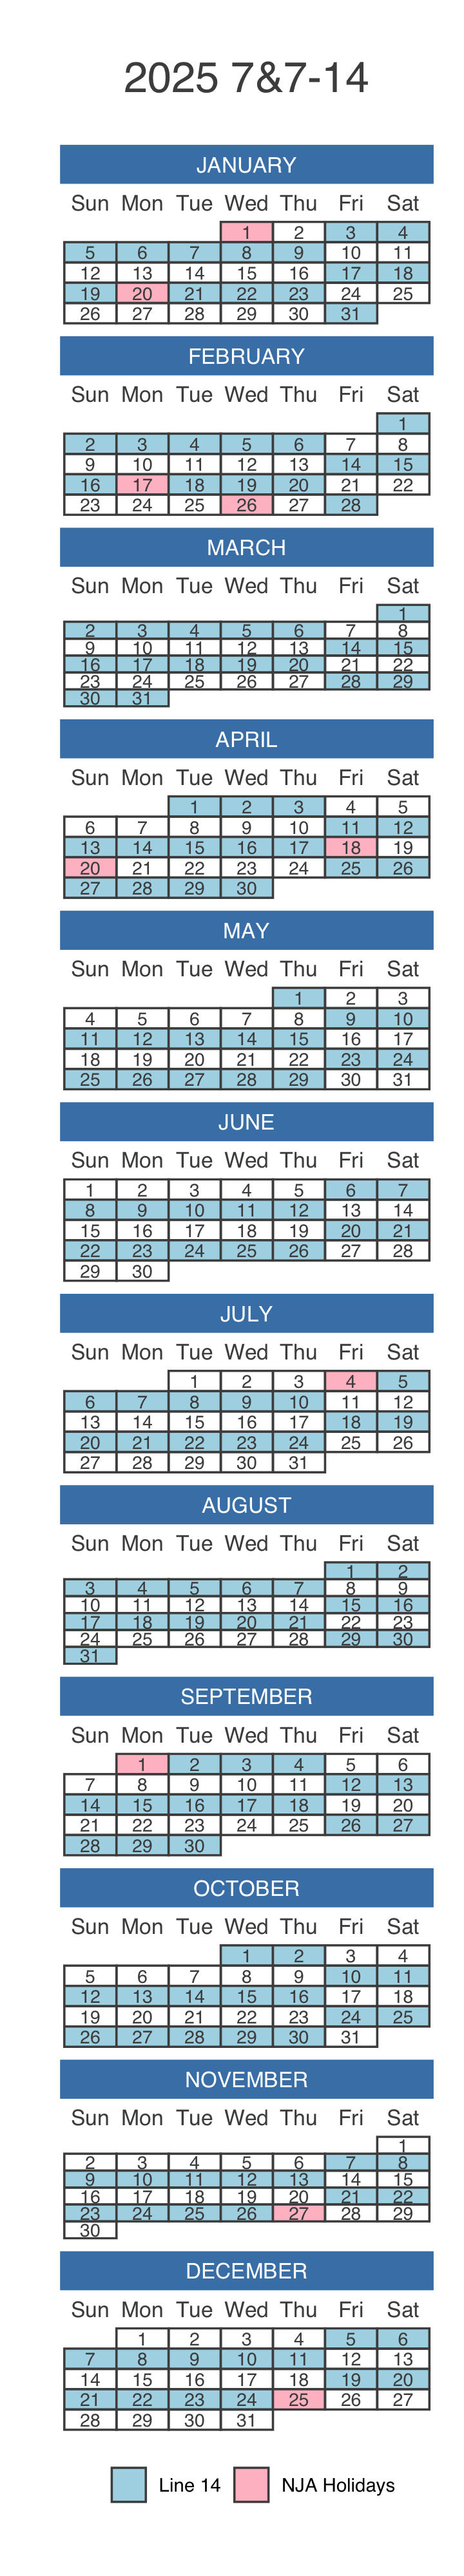 2025 7&7-14
JANUARY
Sun Mon Tue Wed Thu Fri Sat
1 2 3 4
5 6 7 8 9 10 11
12 13 14 15 16 17 18
19 20 21 22 23 24 25
26 27 28 29 30 31
FEBRUARY
Sun Mon Tue Wed Thu Fri Sat
1
2 3 4 5 6 7 8
9 10 11 12 13 14 15
16 17 18 19 20 21 22
23 24 25 26 27 28
MARCH
Sun Mon Tue Wed Thu Fri Sat
1
2 3 4 5 6 7 8
9 10 11 12 13 14 15
16 17 18 19 20 21 22
23 24 25 26 27 28 29
30 31
APRIL
Sun Mon Tue Wed Thu Fri Sat
1 2 3 4 5
6 7 8 9 10 11 12
13 14 15 16 17 18 19
20 21 22 23 24 25 26
27 28 29 30
MAY
Sun Mon Tue Wed Thu Fri Sat
1 2 3
4 5 6 7 8 9 10
11 12 13 14 15 16 17
18 19 20 21 22 23 24
25 26 27 28 29 30 31
JUNE
Sun Mon Tue Wed Thu Fri Sat
1 2 3 4 5 6 7
8 9 10 11 12 13 14
15 16 17 18 19 20 21
22 23 24 25 26 27 28
29 30
JULY
Sun Mon Tue Wed Thu Fri Sat
1 2 3 4 5
6 7 8 9 10 11 12
13 14 15 16 17 18 19
20 21 22 23 24 25 26
27 28 29 30 31
AUGUST
Sun Mon Tue Wed Thu Fri Sat
1 2
3 4 5 6 7 8 9
10 11 12 13 14 15 16
17 18 19 20 21 22 23
24 25 26 27 28 29 30
31
SEPTEMBER
Sun Mon Tue Wed Thu Fri Sat
1 2 3 4 5 6
7 8 9 10 11 12 13
14 15 16 17 18 19 20
21 22 23 24 25 26 27
28 29 30
OCTOBER
Sun Mon Tue Wed Thu Fri Sat
1 2 3 4
5 6 7 8 9 10 11
12 13 14 15 16 17 18
19 20 21 22 23 24 25
26 27 28 29 30 31
NOVEMBER
Sun Mon Tue Wed Thu Fri Sat
1
2 3 4 5 6 7 8
9 10 11 12 13 14 15
16 17 18 19 20 21 22
23 24 25 26 27 28 29
30
DECEMBER
Sun Mon Tue Wed Thu Fri Sat
1 2 3 4 5 6
7 8 9 10 11 12 13
14 15 16 17 18 19 20
21 22 23 24 25 26 27
28 29 30 31
Line 14 NJA Holidays